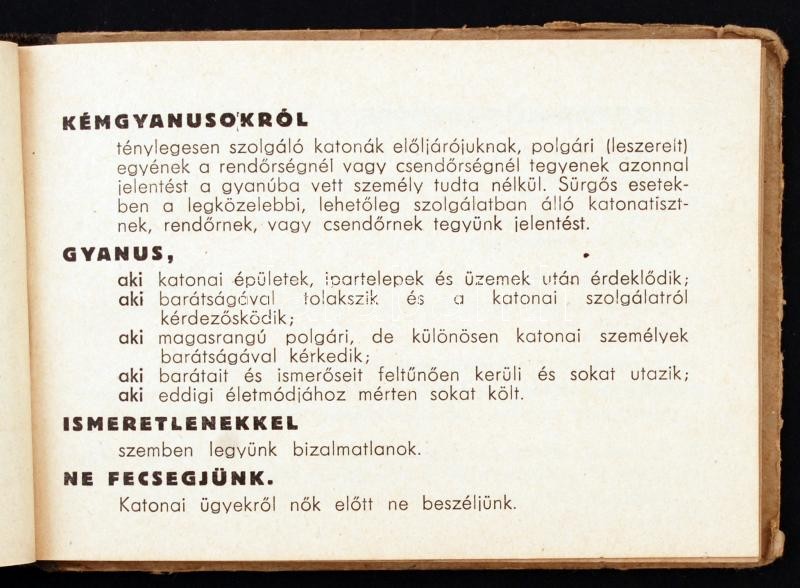 KÉMGYANUSOKRÓL
ténylegesen szolgáló katonák előljárójuknak, polgári (leszerelt)
egyének a rendőrségnél vagy csendőrségnél tegyenek azonnal
jelentést a gyanúba vett személy tudta nélkül. Sürgős esetek-
ben a legközelebbi, lehetőleg szolgálatban álló katonatiszt-
nek, rendőrnek, vagy csendőrnek tegyünk jelentést.
GYANUS,
aki katonai épületek, ipartelepek és üzemek után érdeklődik;
aki barátságával tolakszik és a katonai szolgálatról
kérdezősködik;
aki magasrangú polgári, de különösen katonai személyek
barátságával kérkedik;
aki barátait és ismerőseit feltűnően kerüli és sokat utazik;
aki eddigi életmódjához mérten sokat költ.
ISMERETLENEKKEL
szemben legyünk bizalmatlanok.
NE FECSEGJÜNK.
Katonai ügyekről nők előtt ne beszéljünk.